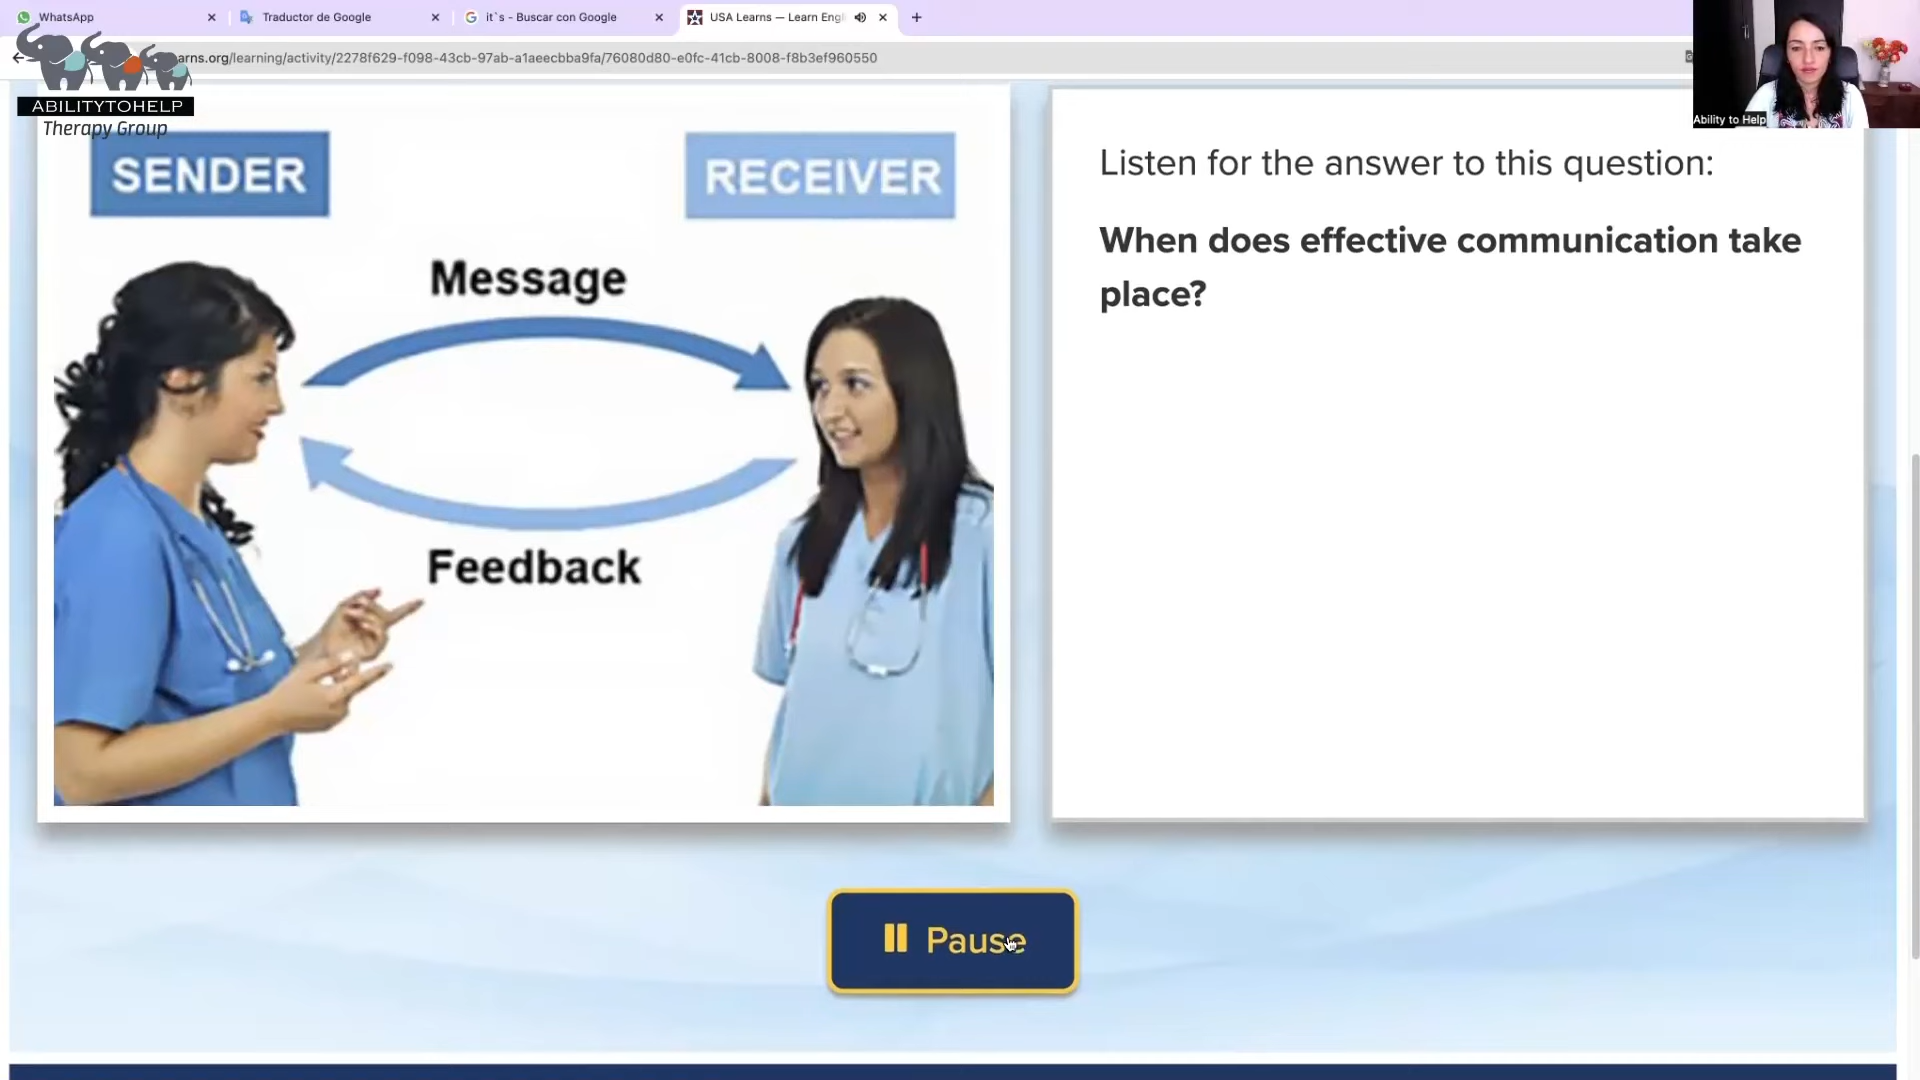 WhatsApp
Traductor de Google
it`s - Buscar con Google
USA Learns — Learn Engl
arns.org/learning/activity/2278f629-f098-43cb-97ab-a1aeecbba9fa/76080d80-e0fc-41cb-8008-f8b3ef960550
ABILITYTOHELP
Therapy Group
Ability to Help
SENDER
RECEIVER
Message
Feedback
Listen for the answer to this question:
When does effective communication take
place?
Pause